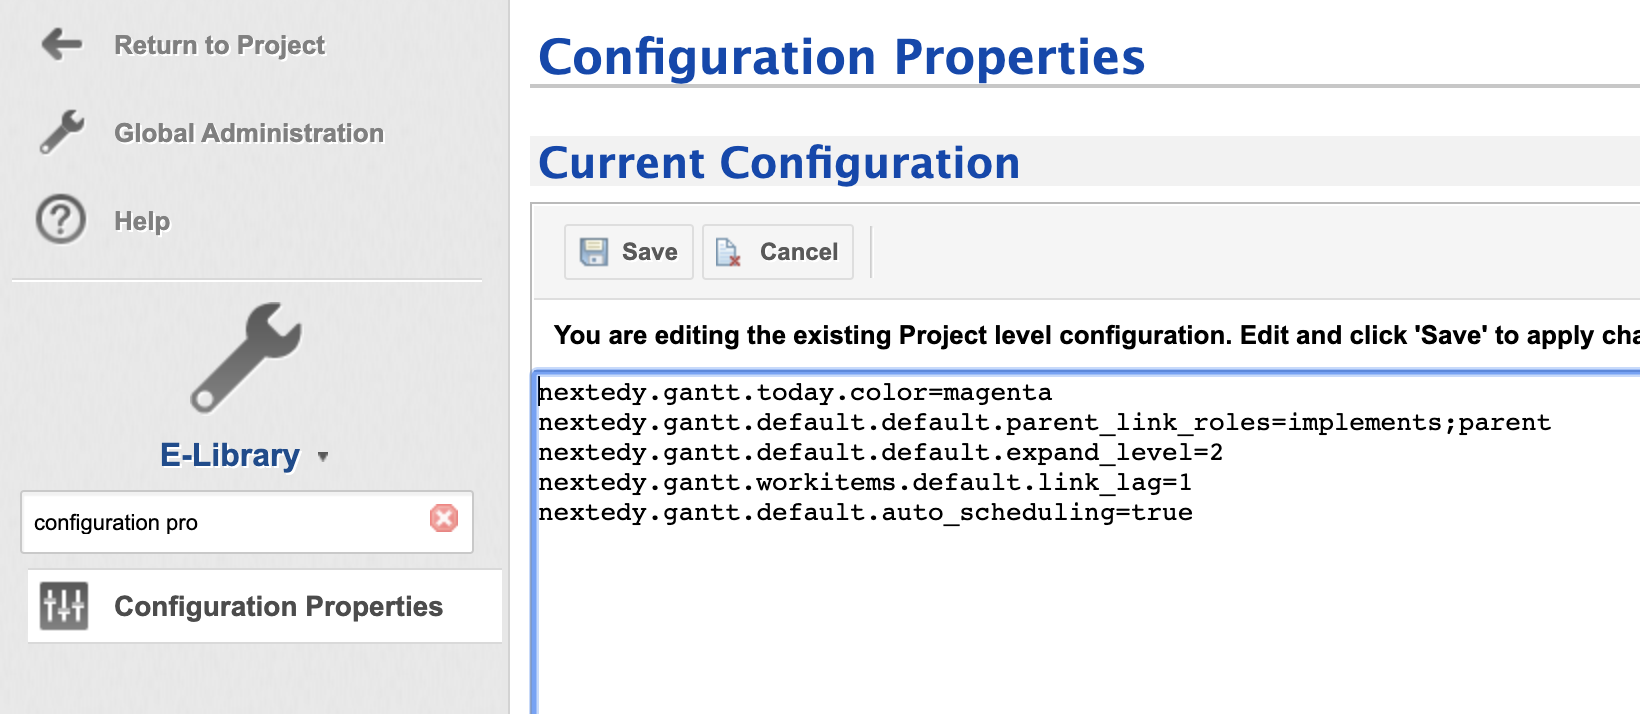 Return to Project
Global Administration
Help
E-Library
configuration pro
Configuration Properties
Configuration Properties
Current Configuration
Save
Cancel
You are editing the existing Project level configuration. Edit and click 'Save' to apply cha
nextedy.gantt.today.color=magenta
nextedy.gantt.default.default.parent_link_roles=implements;parent
nextedy.gantt.default.default.expand_level=2
nextedy.gantt.workitems.default.link_lag=1
nextedy.gantt.default.auto_scheduling=true